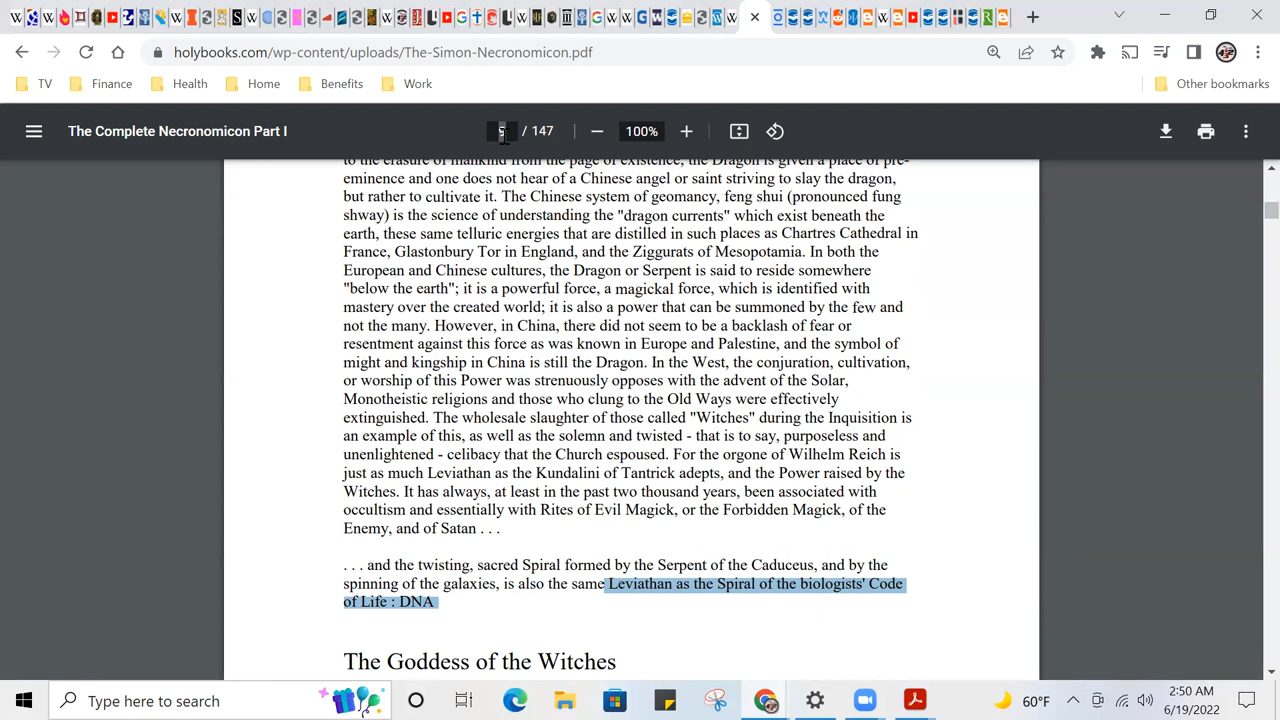 holybooks.com/wp-content/uploads/The-Simon-Necronomicon.pdf
TV
Finance
Health
Home
Benefits
Work
Other bookmarks
The Complete Necronomicon Part I
/ 147
100%
to the erasure of mankind from the page of existence, the Dragon is given a place of pre-
eminence and one does not hear of a Chinese angel or saint striving to slay the dragon,
but rather to cultivate it. The Chinese system of geomancy, feng shui (pronounced fung
shway) is the science of understanding the "dragon currents" which exist beneath the
earth, these same telluric energies that are distilled in such places as Chartres Cathedral in
France, Glastonbury Tor in England, and the Ziggurats of Mesopotamia. In both the
European and Chinese cultures, the Dragon or Serpent is said to reside somewhere
"below the earth"; it is a powerful force, a magickal force, which is identified with
mastery over the created world; it is also a power that can be summoned by the few and
not the many. However, in China, there did not seem to be a backlash of fear or
resentment against this force as was known in Europe and Palestine, and the symbol of
might and kingship in China is still the Dragon. In the West, the conjuration, cultivation,
or worship of this Power was strenuously opposes with the advent of the Solar,
Monotheistic religions and those who clung to the Old Ways were effectively
extinguished. The wholesale slaughter of those called "Witches" during the Inquisition is
an example of this, as well as the solemn and twisted - that is to say, purposeless and
unenlightened - celibacy that the Church espoused. For the orgone of Wilhelm Reich is
just as much Leviathan as the Kundalini of Tantrick adepts, and the Power raised by the
Witches. It has always, at least in the past two thousand years, been associated with
occultism and essentially with Rites of Evil Magick, or the Forbidden Magick, of the
Enemy, and of Satan . . .
. . . and the twisting, sacred Spiral formed by the Serpent of the Caduceus, and by the
spinning of the galaxies, is also the same Leviathan as the Spiral of the biologists' Code
of Life : DNA
The Goddess of the Witches
Type here to search
60°F
2:50 AM
6/19/2022